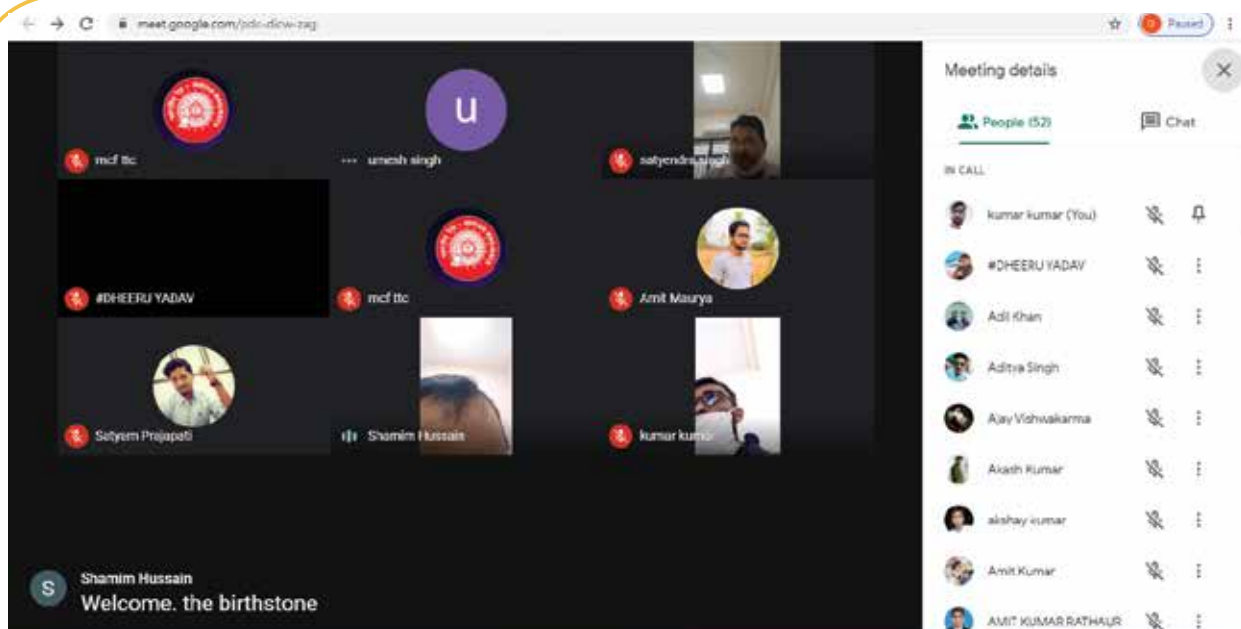 meet.google.com/pdc-dicw-zag
Paused
Meeting details
People (52)
Chat
IN CALL
mcf ttc
u
umesh singh
satyendra singh
#DHEERU YADAV
mcf ttc
Amit Maurya
Satyam Prajapati
Shamim Hussain
kumar kumar
S
Shamim Hussain
Welcome. the birthstone
kumar kumar (You)
#DHEERU YADAV
Adil Khan
Aditya Singh
Ajay Vishwakarma
Akash Kumar
akshay kumar
Amit Kumar
AMIT KUMAR RATHAUR